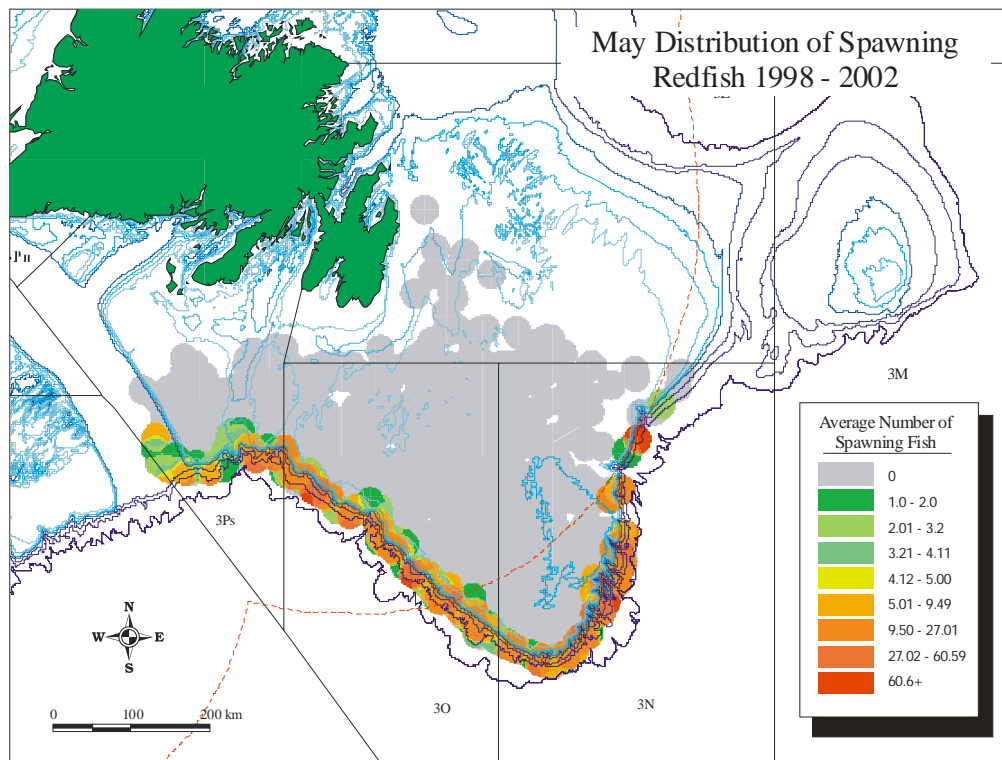 May Distribution of Spawning
Redfish 1998 - 2002
3M
Average Number of
Spawning Fish
0
1.0 - 2.0
2.01 - 3.2
3.21 - 4.11
4.12 - 5.00
5.01 - 9.49
9.50 - 27.01
27.02 - 60.59
60.6+
3Ps
N
W E
S
0 100 200 km
3O
3N